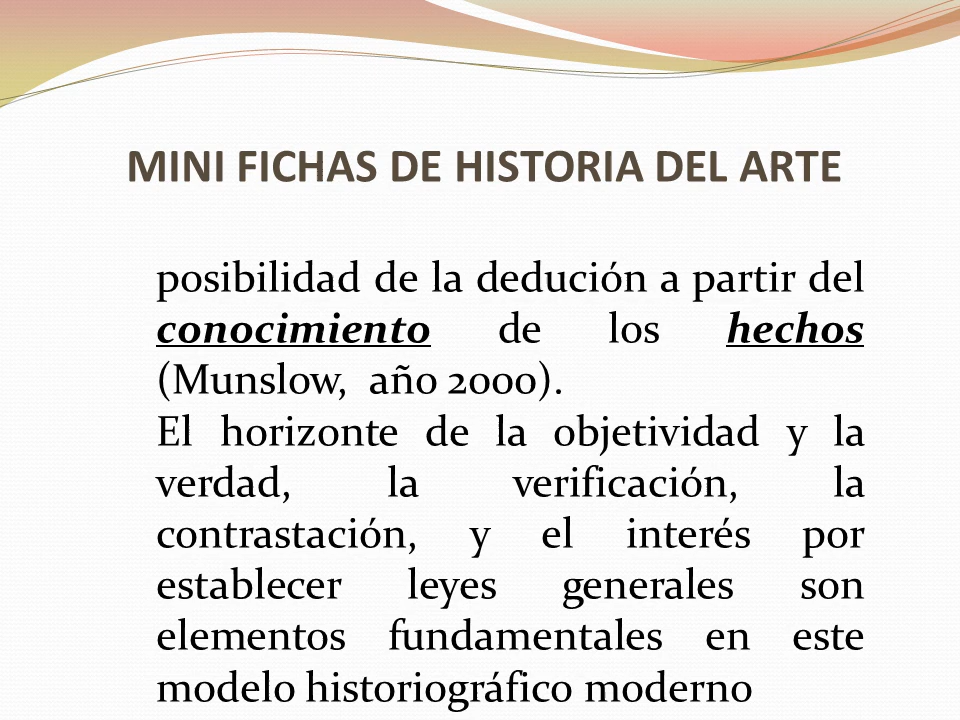 MINI FICHAS DE HISTORIA DEL ARTE
posibilidad de la dedución a partir del
conocimiento de los hechos
(Munslow, año 2000).
El horizonte de la objetividad y la
verdad, la verificación, la
contrastación, y el interés por
establecer leyes generales son
elementos fundamentales en este
modelo historiográfico moderno